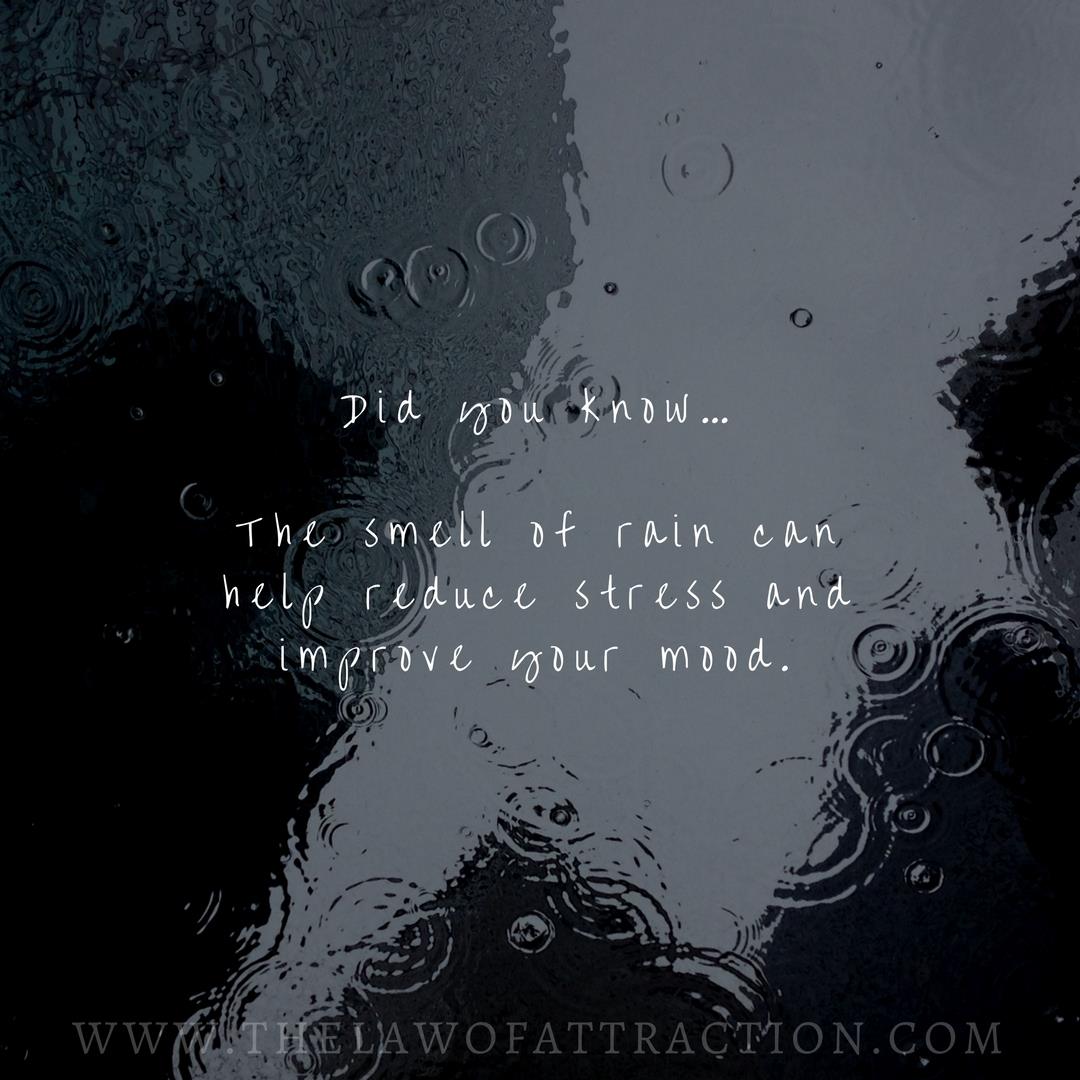 Did you know...
The smell of rain can
help reduce stress and
improve your mood.
WWW.THELAWOFATTRACTION.COM